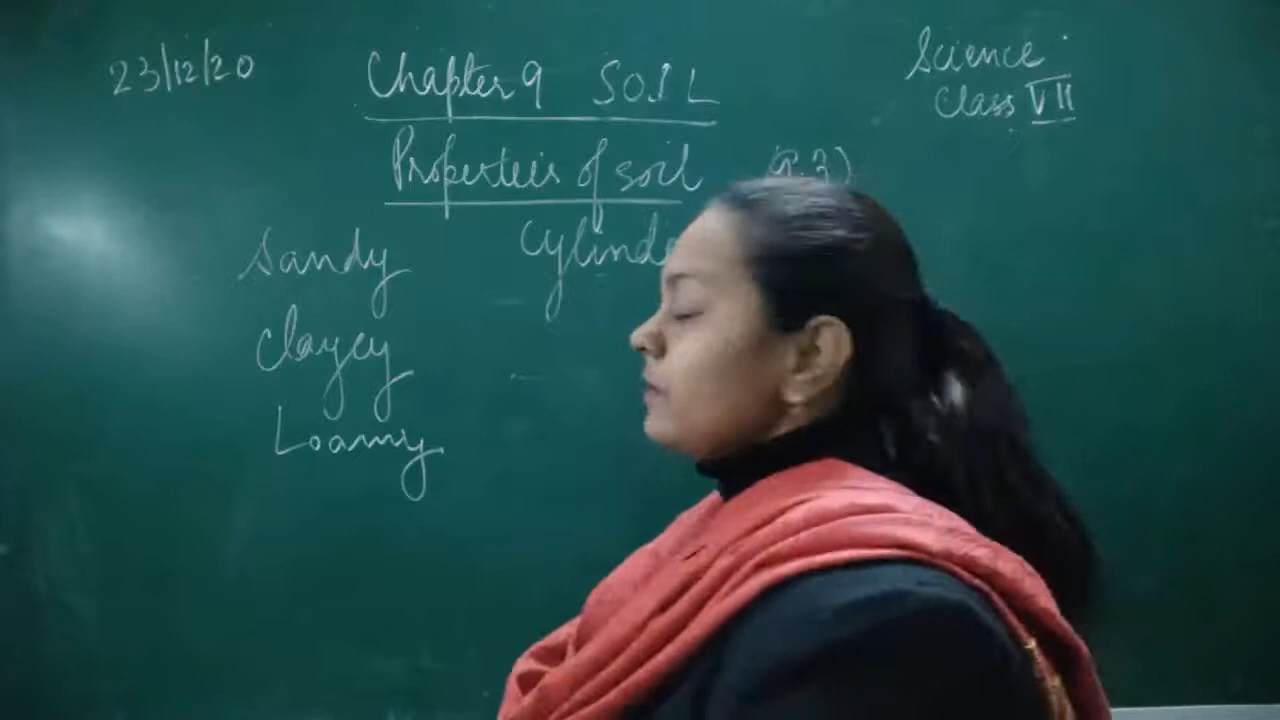 23/12/20
Chapter 9 SOIL
Science
Class VII
Properties of soil
Sandy
Clayey
Loamy